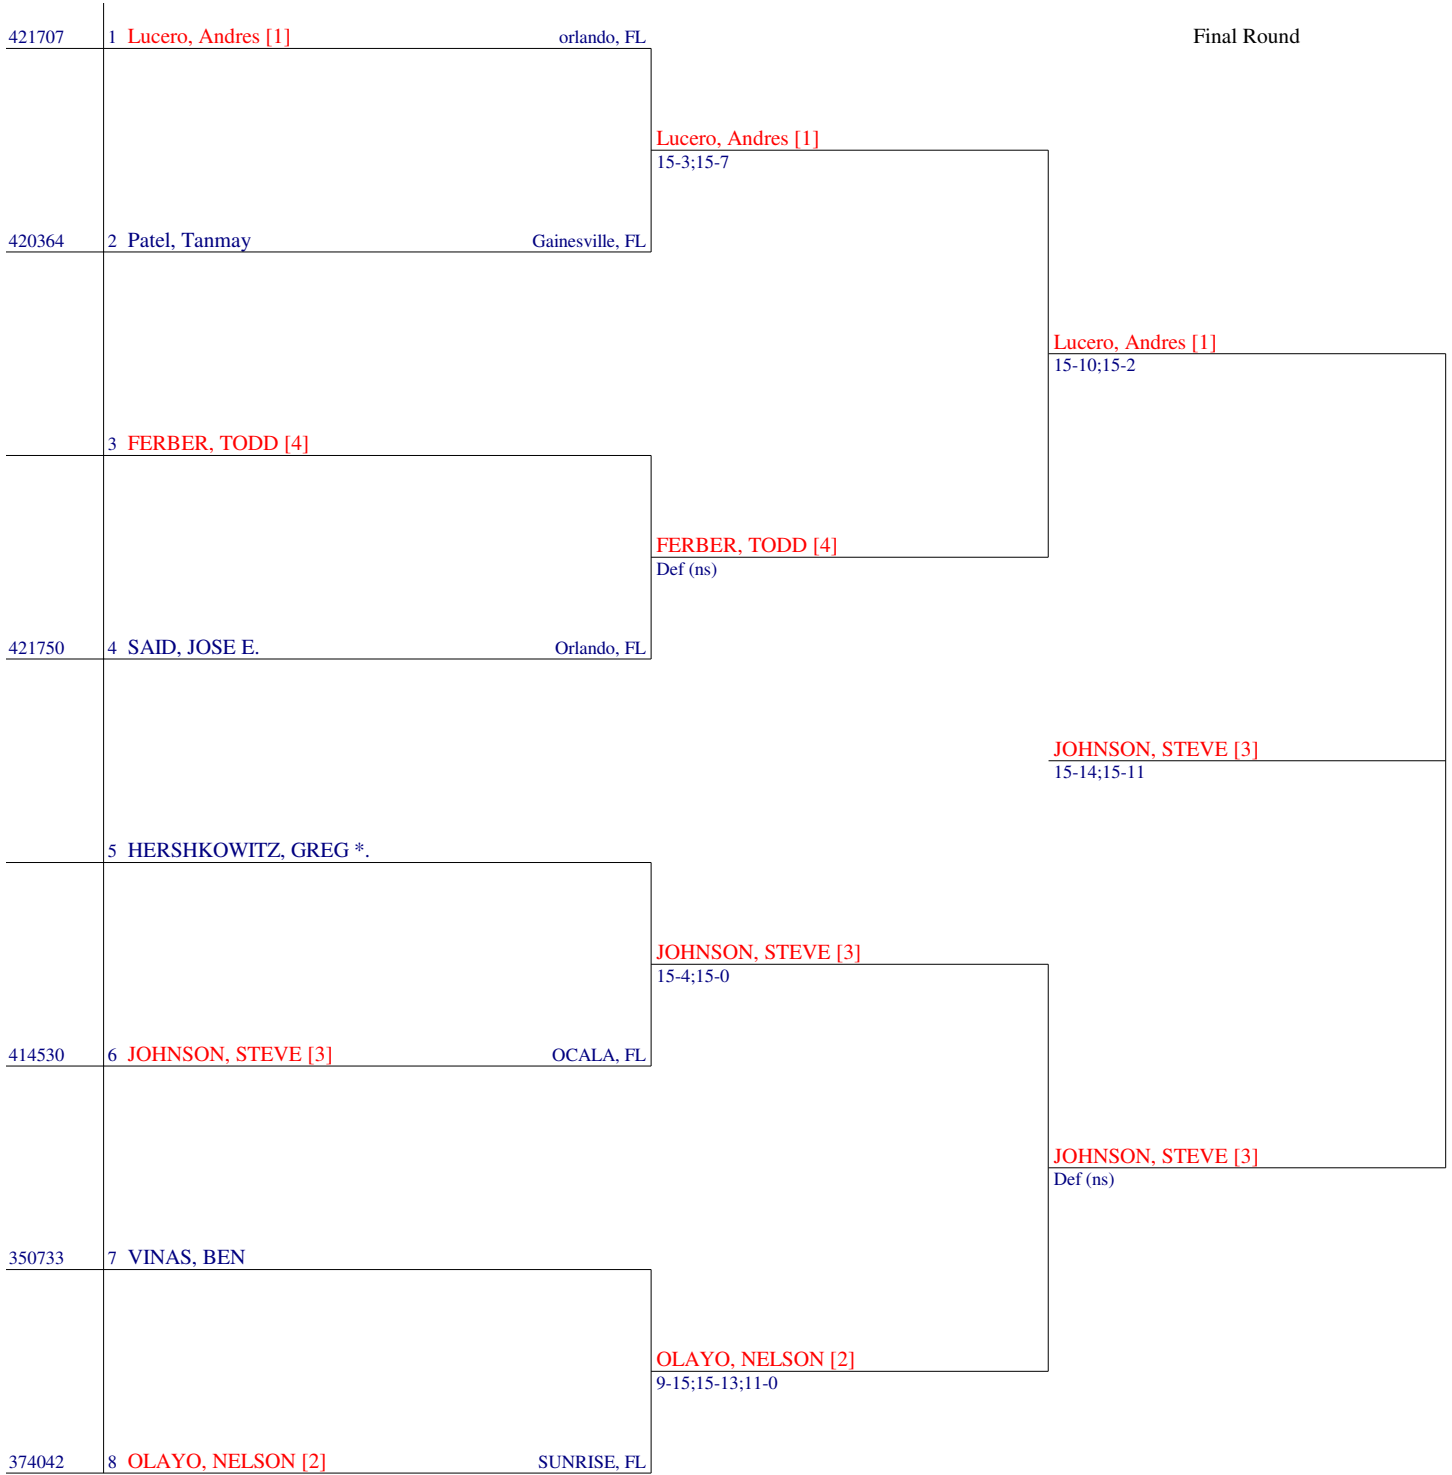 421707 1 Lucero, Andres [1] orlando, FL Final Round
Lucero, Andres [1]
15-3;15-7
420364 2 Patel, Tanmay Gainesville, FL
Lucero, Andres [1]
15-10;15-2
3 FERBER, TODD [4]
FERBER, TODD [4]
Def (ns)
421750 4 SAID, JOSE E. Orlando, FL
JOHNSON, STEVE [3]
15-14;15-11
5 HERSHKOWITZ, GREG *.
JOHNSON, STEVE [3]
15-4;15-0
414530 6 JOHNSON, STEVE [3] OCALA, FL
JOHNSON, STEVE [3]
Def (ns)
350733 7 VINAS, BEN
OLAYO, NELSON [2]
9-15;15-13;11-0
374042 8 OLAYO, NELSON [2] SUNRISE, FL